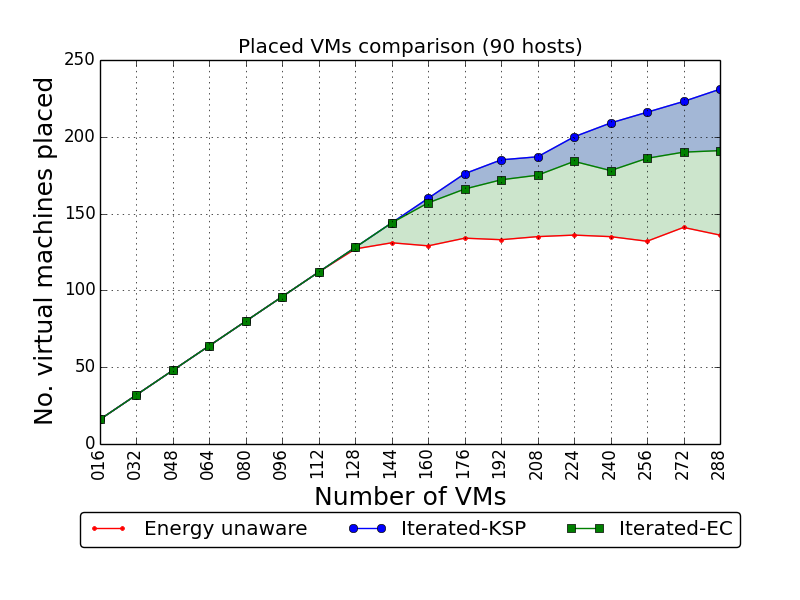 Placed VMs comparison (90 hosts)
250
200
150
100
50
0
No. virtual machines placed
016 032 048 064 080 096 112 128 144 160 176 192 208 224 240 256 272 288
Number of VMs
Energy unaware Iterated-KSP Iterated-EC